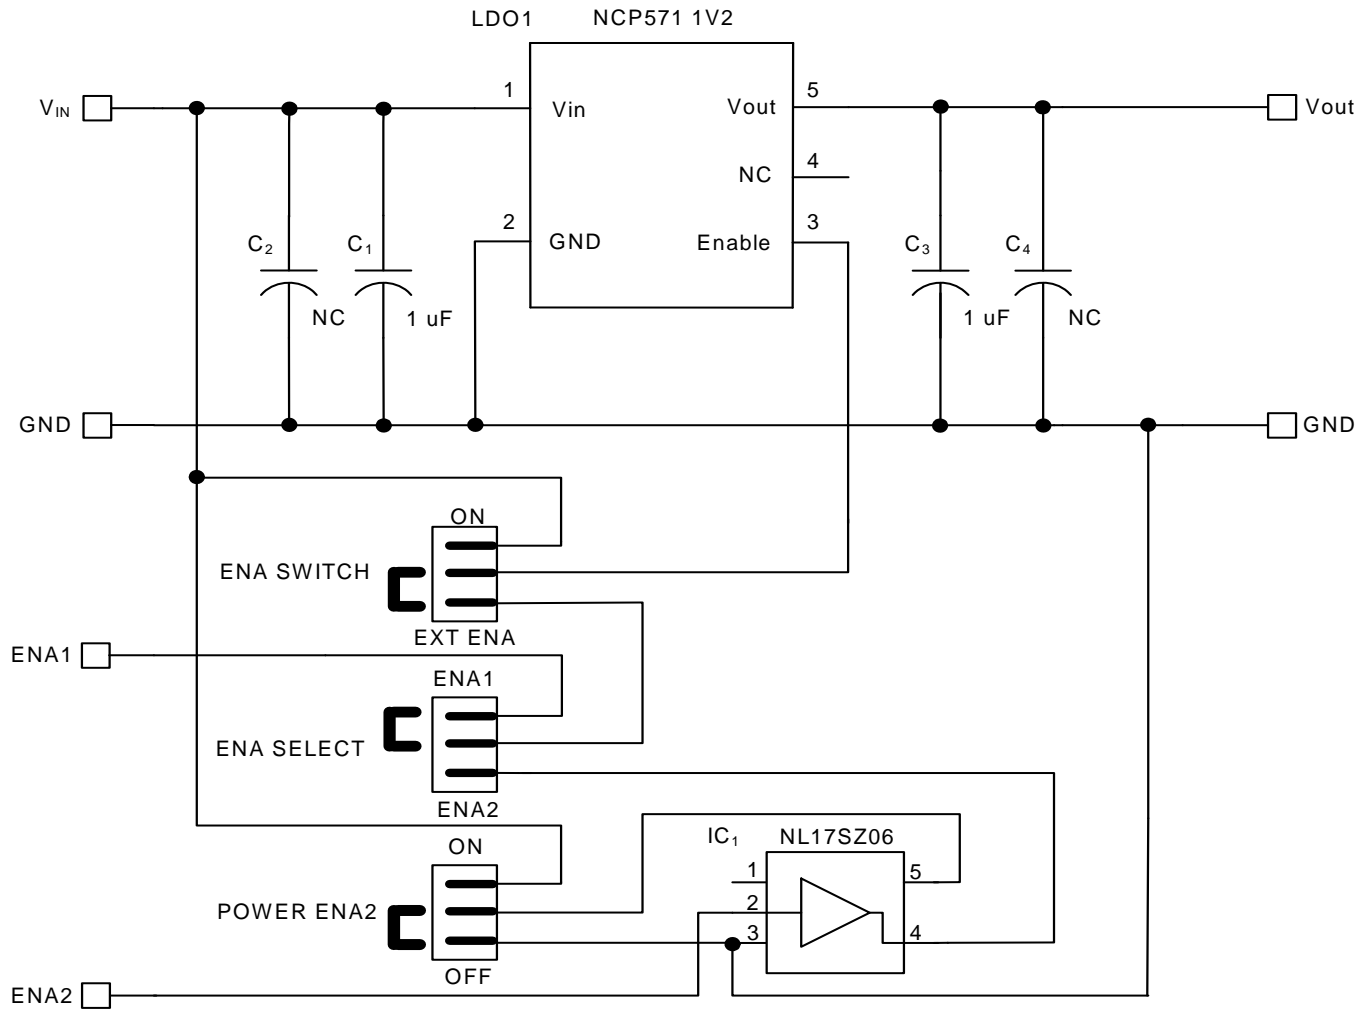 LDO1 NCP571 1V2
VIN
1
Vin
Vout
5
Vout
NC
4
2
GND
Enable
3
C2
C1
C3
C4
NC
1 uF
1 uF
NC
GND
GND
ON
ENA SWITCH
EXT ENA
ENA1
ENA1
ENA SELECT
ENA2
ON
IC1
NL17SZ06
1
5
POWER ENA2
2
3
4
OFF
ENA2